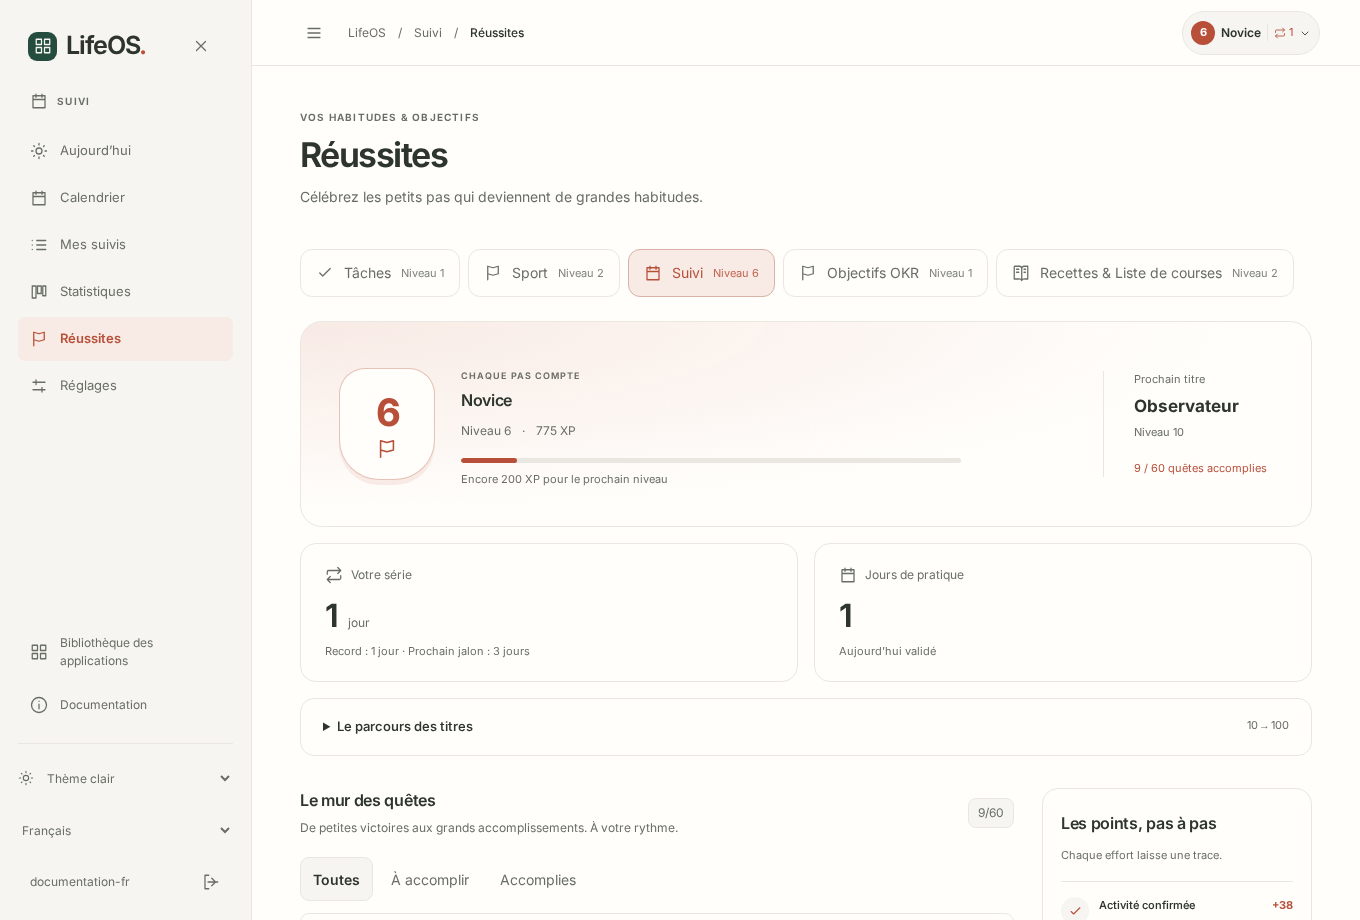 LifeOS.
SUIVI
Aujourd'hui
Calendrier
Mes suivis
Statistiques
Réussites
Réglages
Bibliothèque des
applications
Documentation
Thème clair
Français
documentation-fr
LifeOS / Suivi / Réussites
6 Novice 1
VOS HABITUDES & OBJECTIFS
Réussites
Célébrez les petits pas qui deviennent de grandes habitudes.
Tâches Niveau 1
Sport Niveau 2
Suivi Niveau 6
Objectifs OKR Niveau 1
Recettes & Liste de courses Niveau 2
6
CHAQUE PAS COMPTE
Novice
Niveau 6 · 775 XP
Encore 200 XP pour le prochain niveau
Prochain titre
Observateur
Niveau 10
9 / 60 quêtes accomplies
Votre série
1 jour
Record : 1 jour · Prochain jalon : 3 jours
Jours de pratique
1
Aujourd'hui validé
Le parcours des titres
10 → 100
Le mur des quêtes
De petites victoires aux grands accomplissements. À votre rythme.
9/60
Toutes
À accomplir
Accomplies
Les points, pas à pas
Chaque effort laisse une trace.
Activité confirmée +38